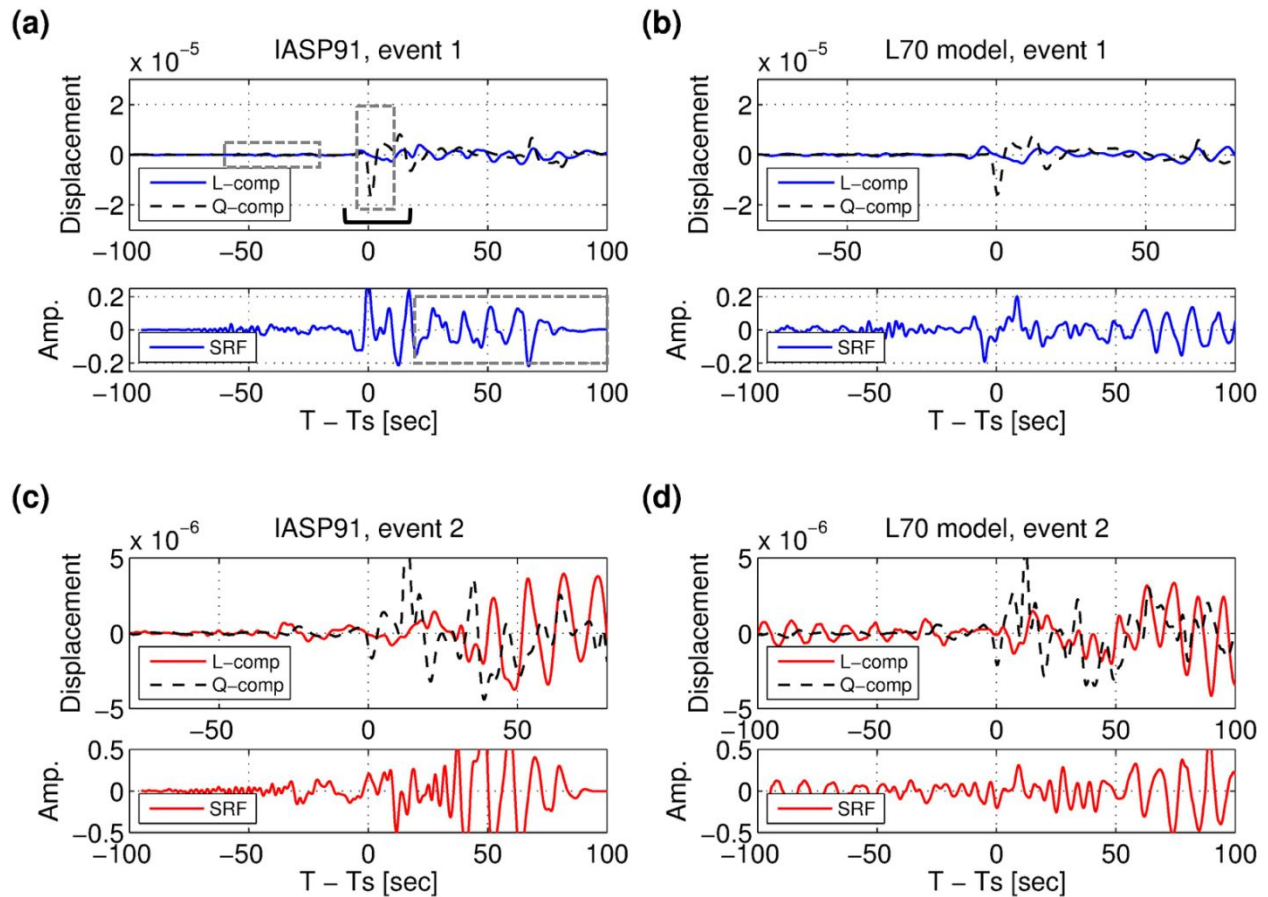 (a)
IASP91, event 1
x 10⁻⁵
Displacement
2
0
−2
L−comp
Q−comp
−100
−50
0
50
100
Amp.
0.2
0
−0.2
SRF
−100
−50
0
50
100
T − Ts [sec]
(b)
L70 model, event 1
x 10⁻⁵
Displacement
2
0
−2
L−comp
Q−comp
−50
0
50
Amp.
0.2
0
−0.2
SRF
−100
−50
0
50
100
T − Ts [sec]
(c)
IASP91, event 2
x 10⁻⁶
Displacement
5
0
−5
L−comp
Q−comp
−50
0
50
Amp.
0.5
0
−0.5
SRF
−100
−50
0
50
100
T − Ts [sec]
(d)
L70 model, event 2
x 10⁻⁶
Displacement
5
0
−5
L−comp
Q−comp
−100
−50
0
50
100
Amp.
0.5
0
−0.5
SRF
−100
−50
0
50
100
T − Ts [sec]